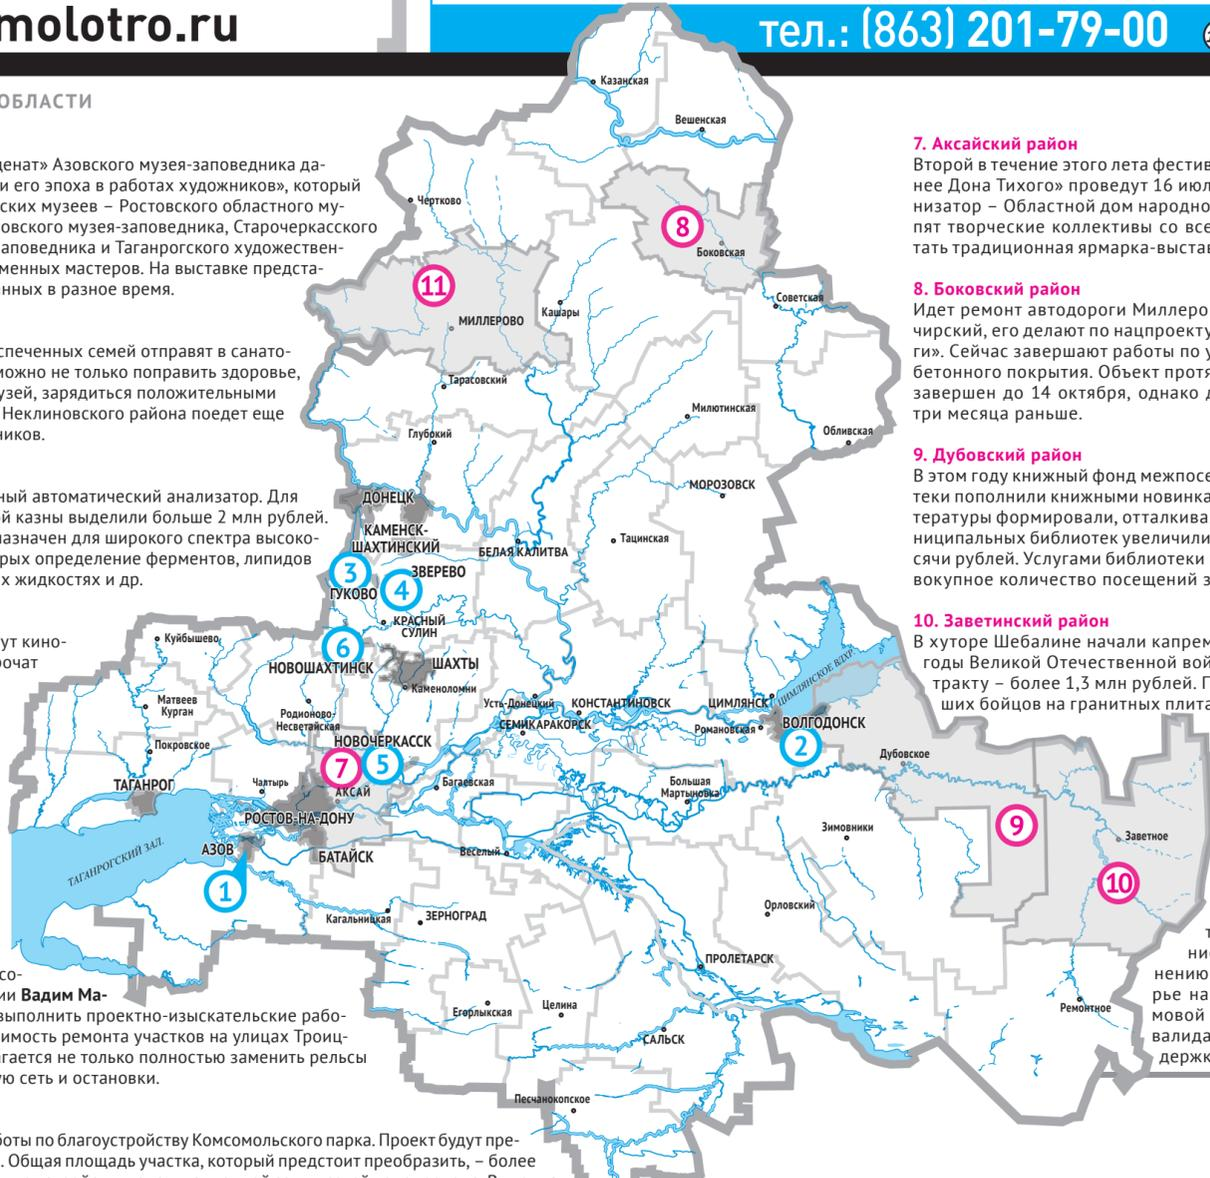 molotro.ru
тел.: (863) 201-79-00
ОБЛАСТИ
Азовского музея-заповедника да-
и его эпоха в работах художников», который
ских музеев – Ростовского областного му-
овского музея-заповедника, Старочеркасского
аповедника и Таганрогского художествен-
менных мастеров. На выставке предста-
нных в разное время.
спеченных семей отправят в санато-
можно не только поправить здоровье,
узей, зарядиться положительными
Неклиновского района поедет еще
ников.
ный автоматический анализатор. Для
й казны выделили больше 2 млн рублей.
назначен для широкого спектра высоко-
рых определение ферментов, липидов
х жидкостях и др.
ут кино-
рочат
со-
ии Вадим Ма-
выполнить проектно-изыскательские рабо-
имость ремонта участков на улицах Троиц-
гается не только полностью заменить рельсы
ую сеть и остановки.
боты по благоустройству Комсомольского парка. Проект будут пре-
. Общая площадь участка, который предстоит преобразить, – более
Казанская
Вешенская
Чертково
8
Боковская
11
МИЛЛЕРОВО
Кашары
Советская
Тарасовский
Милютинская
Глубокий
Обливская
ДОНЕЦК
МОРОЗОВСК
КАМЕНСК-
ШАХТИНСКИЙ
БЕЛАЯ КАЛИТВА
Тацинская
3
ЗВЕРЕВО
ГУКОВО
4
КРАСНЫЙ
СУЛИН
6
НОВОШАХТИНСК
ШАХТЫ
Каменоломни
Куйбышево
Матвеев
Курган
Родионово-
Несветайская
Усть-Донецкий
КОНСТАНТИНОВСК
СЕМИКАРАКОРСК
ЦИМЛЯНСК
ЦИМЛЯНСКОЕ ВДХР.
Романовская
ВОЛГОДОНСК
2
Покровское
НОВОЧЕРКАССК
7
5
АКСАЙ
ТАГАНРОГ
Чалтырь
Багаевская
Большая
Мартыновка
Дубовское
РОСТОВ-НА-ДОНУ
АЗОВ
БАТАЙСК
Веселый
Зимовники
9
Заветное
10
ТАГАНРОГСКИЙ ЗАЛ.
1
Кагальницкая
ЗЕРНОГРАД
Орловский
ПРОЛЕТАРСК
Егорлыкская
Целина
САЛЬСК
Ремонтное
Песчанокопское
7. Аксайский район
Второй в течение этого лета фестив
нее Дона Тихого» проведут 16 июл
низатор – Областной дом народно
пят творческие коллективы со все
тать традиционная ярмарка-выстав
8. Боковский район
Идет ремонт автодороги Миллеро
чирский, его делают по нацпроекту
ги». Сейчас завершают работы по у
бетонного покрытия. Объект протя
завершен до 14 октября, однако д
три месяца раньше.
9. Дубовский район
В этом году книжный фонд межпосе
теки пополнили книжными новинка
тературы формировали, отталкива
ниципальных библиотек увеличили
сячи рублей. Услугами библиотеки
вокупное количество посещений з
10. Заветинский район
В хуторе Шебалине начали капрем
годы Великой Отечественной вой
тракту – более 1,3 млн рублей. Г
ших бойцов на гранитных плита
т
ни
нению
рье на
мовой
валида
держ